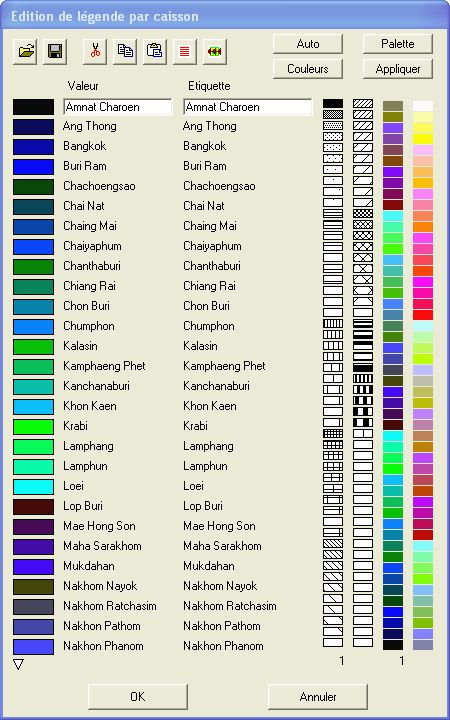 Edition de légende par caisson
Auto Palette
Couleurs Appliquer
Valeur Etiquette
Amnat Charoen Amnat Charoen
Ang Thong Ang Thong
Bangkok Bangkok
Buri Ram Buri Ram
Chachoengsao Chachoengsao
Chai Nat Chai Nat
Chaing Mai Chaing Mai
Chaiyaphum Chaiyaphum
Chanthaburi Chanthaburi
Chiang Rai Chiang Rai
Chon Buri Chon Buri
Chumphon Chumphon
Kalasin Kalasin
Kamphaeng Phet Kamphaeng Phet
Kanchanaburi Kanchanaburi
Khon Kaen Khon Kaen
Krabi Krabi
Lamphang Lamphang
Lamphun Lamphun
Loei Loei
Lop Buri Lop Buri
Mae Hong Son Mae Hong Son
Maha Sarakhom Maha Sarakhom
Mukdahan Mukdahan
Nakhom Nayok Nakhom Nayok
Nakhom Ratchasim Nakhom Ratchasim
Nakhon Pathom Nakhon Pathom
Nakhon Phanom Nakhon Phanom
1 1
OK Annuler